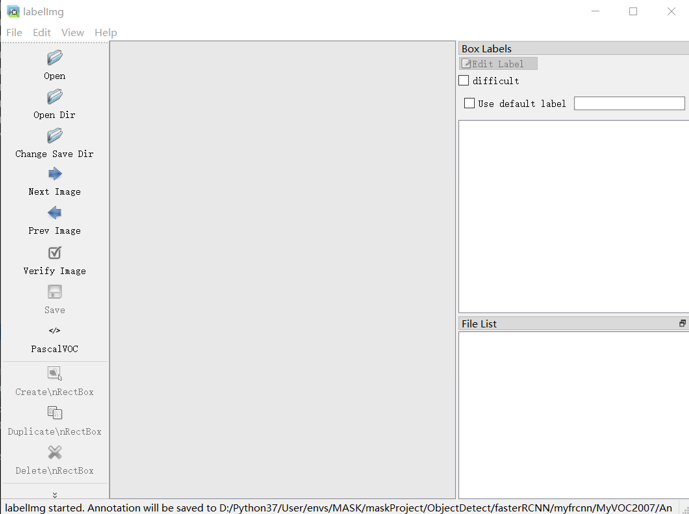 labelImg
File Edit View Help
Open
Open Dir
Change Save Dir
Next Image
Prev Image
Verify Image
Save
</>
PascalVOC
Create\nRectBox
Duplicate\nRectBox
Delete\nRectBox
Box Labels
Edit Label
difficult
Use default label
File List
labelImg started. Annotation will be saved to D:/Python37/User/envs/MASK/maskProject/ObjectDetect/fasterRCNN/myfrcnn/MyVOC2007/An